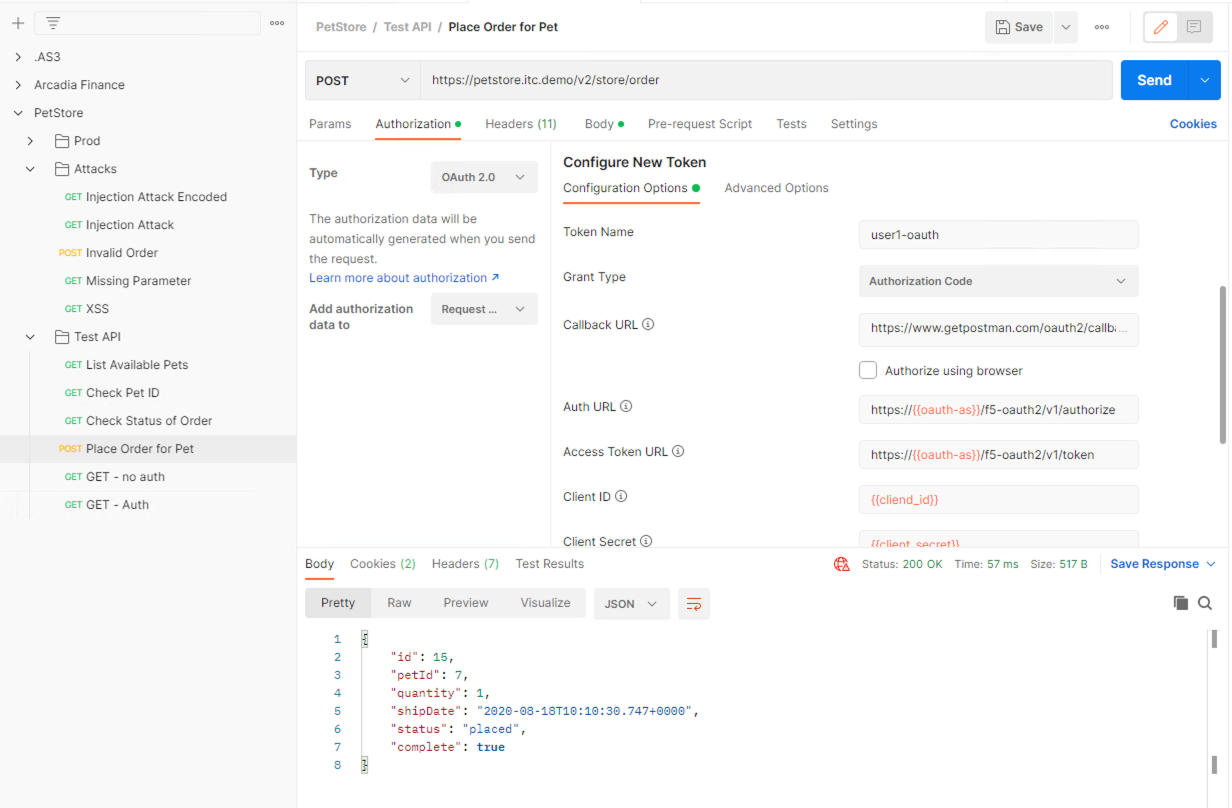 PetStore / Test API / Place Order for Pet
Save
.AS3
Arcadia Finance
PetStore
Prod
Attacks
GET Injection Attack Encoded
GET Injection Attack
POST Invalid Order
GET Missing Parameter
GET XSS
Test API
GET List Available Pets
GET Check Pet ID
GET Check Status of Order
POST Place Order for Pet
GET GET - no auth
GET GET - Auth
POST https://petstore.itc.demo/v2/store/order Send
Params Authorization Headers (11) Body Pre-request Script Tests Settings Cookies
Type OAuth 2.0
The authorization data will be
automatically generated when you send
the request.
Learn more about authorization ↗
Add authorization
data to
Request ...
Configure New Token
Configuration Options Advanced Options
Token Name user1-oauth
Grant Type Authorization Code
Callback URL https://www.getpostman.com/oauth2/callba...
Authorize using browser
Auth URL https://{{oauth-as}}/f5-oauth2/v1/authorize
Access Token URL https://{{oauth-as}}/f5-oauth2/v1/token
Client ID {{cliend_id}}
Client Secret {{client_secret}}
Body Cookies (2) Headers (7) Test Results Status: 200 OK Time: 57 ms Size: 517 B Save Response
Pretty Raw Preview Visualize JSON
1 {
2 "id": 15,
3 "petId": 7,
4 "quantity": 1,
5 "shipDate": "2020-08-18T10:10:30.747+0000",
6 "status": "placed",
7 "complete": true
8 }